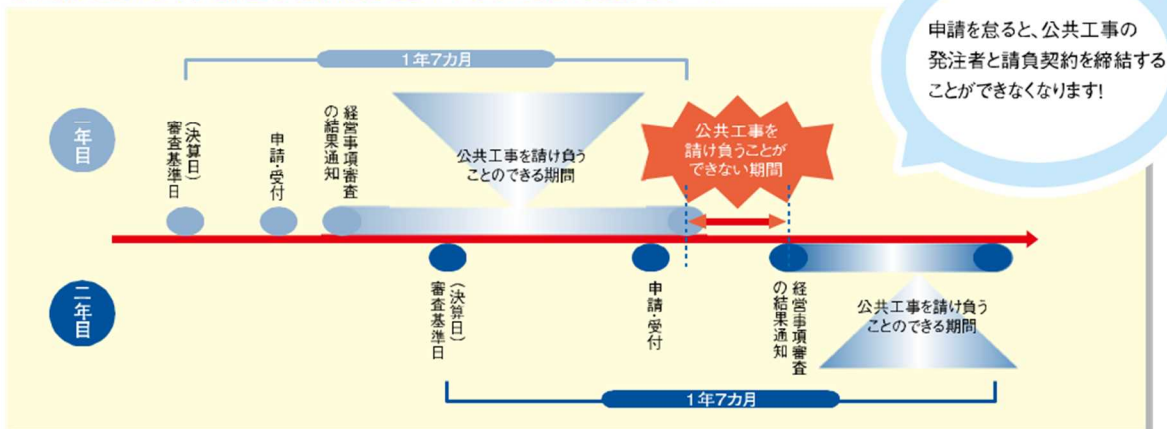 申請を怠ると、公共工事の
発注者と請負契約を締結する
ことができなくなります!
1年7カ月
一年目
審査基準日
(決算日)
申請・受付
経営事項審査
の結果通知
公共工事を請け負う
ことのできる期間
公共工事を
請け負うことが
できない期間
二年目
審査基準日
(決算日)
申請・受付
経営事項審査
の結果通知
公共工事を請け負う
ことのできる期間
1年7カ月